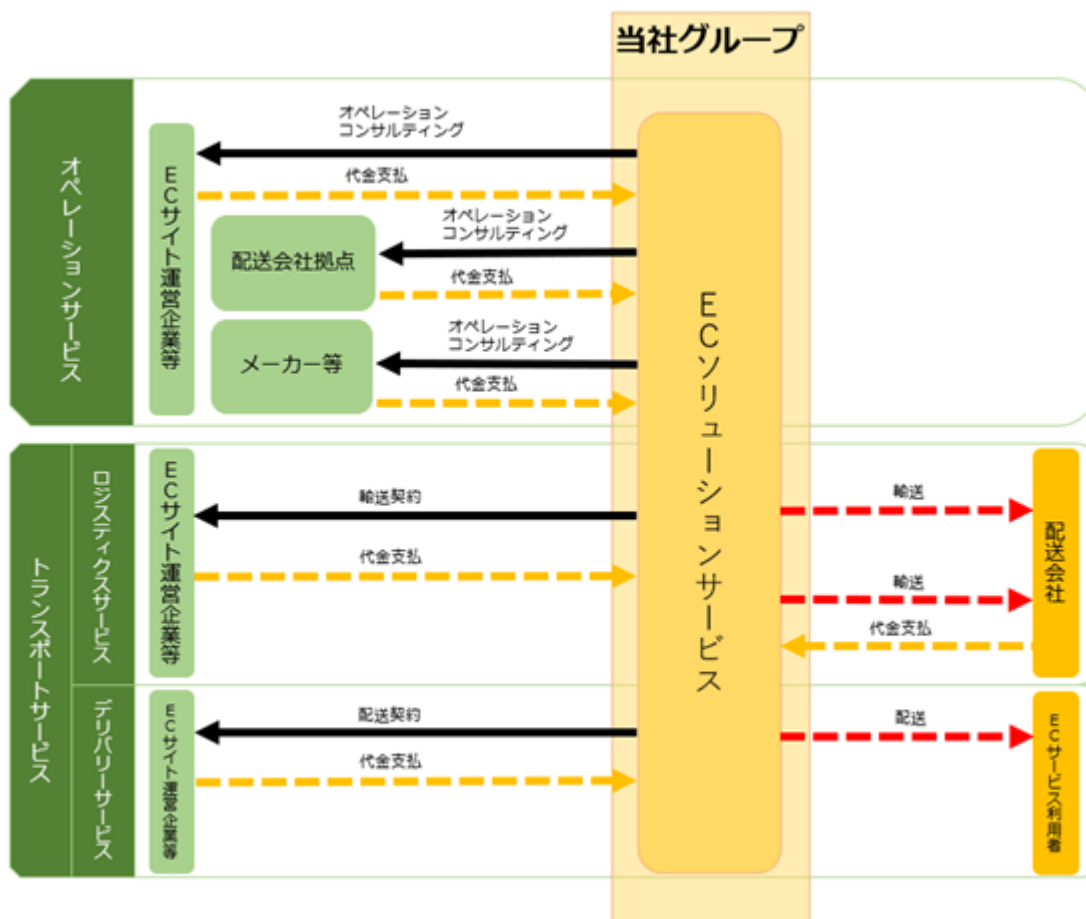 当社グループ
オペレーションサービス
ECサイト運営企業等
オペレーション
コンサルティング
代金支払
配送会社拠点
オペレーション
コンサルティング
代金支払
メーカー等
オペレーション
コンサルティング
代金支払
ECソリューションサービス
トランスポートサービス
ロジスティクスサービス
ECサイト運営企業等
輸送契約
代金支払
輸送
輸送
代金支払
配送会社
デリバリーサービス
ECサイト運営企業等
配送契約
代金支払
配送
ECサービス利用者